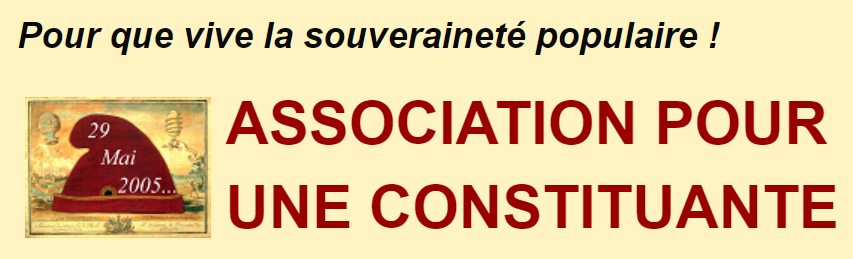 Pour que vive la souveraineté populaire !
ASSOCIATION POUR
UNE CONSTITUANTE
29
Mai
2005...